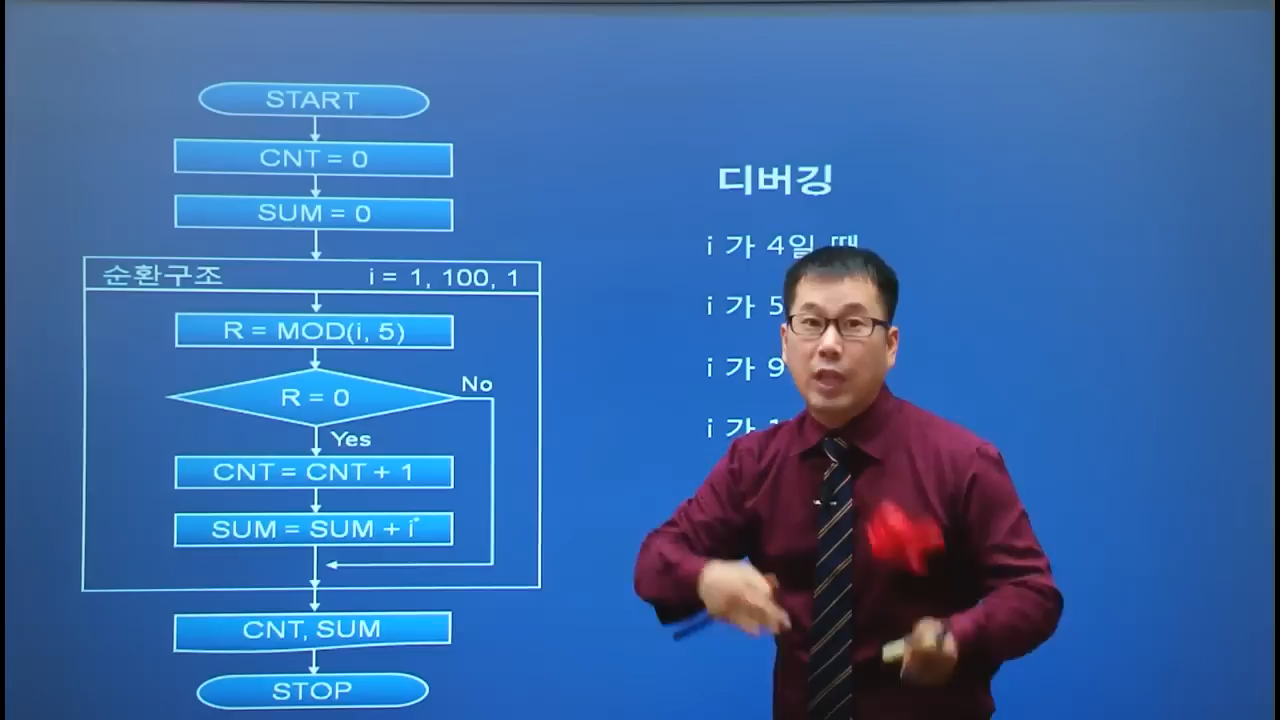 START
CNT = 0
SUM = 0
순환구조 i = 1, 100, 1
R = MOD(i, 5)
R = 0
No
Yes
CNT = CNT + 1
SUM = SUM + i
CNT, SUM
STOP
디버깅
i 가 4일 때
i 가 5
i 가 9
i 가